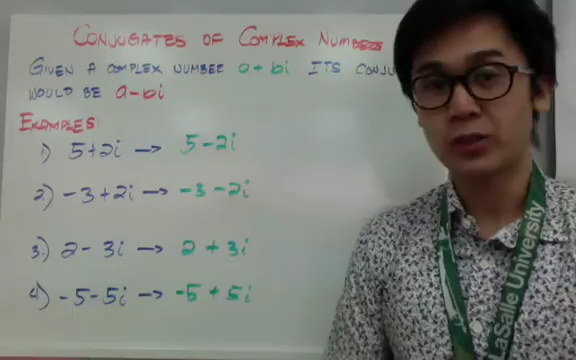 CONJUGATES OF COMPLEX NUMBERS
GIVEN A COMPLEX NUMBER a + bi ITS CONJU
WOULD BE a - bi
EXAMPLES:
1.) 5+2i → 5-2i
2.) -3+2i → -3-2i
3.) 2-3i → 2+3i
4.) -5-5i → -5+5i
aSalle University